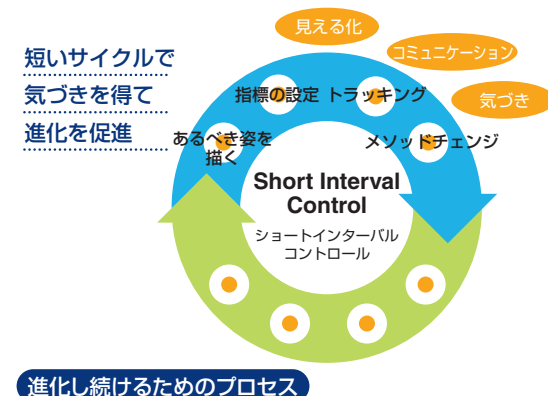 見える化
コミュニケーション
気づき
短いサイクルで
気づきを得て
進化を促進
指標の設定
トラッキング
あるべき姿を
描く
メソッドチェンジ
Short Interval
Control
ショートインターバル
コントロール
進化し続けるためのプロセス